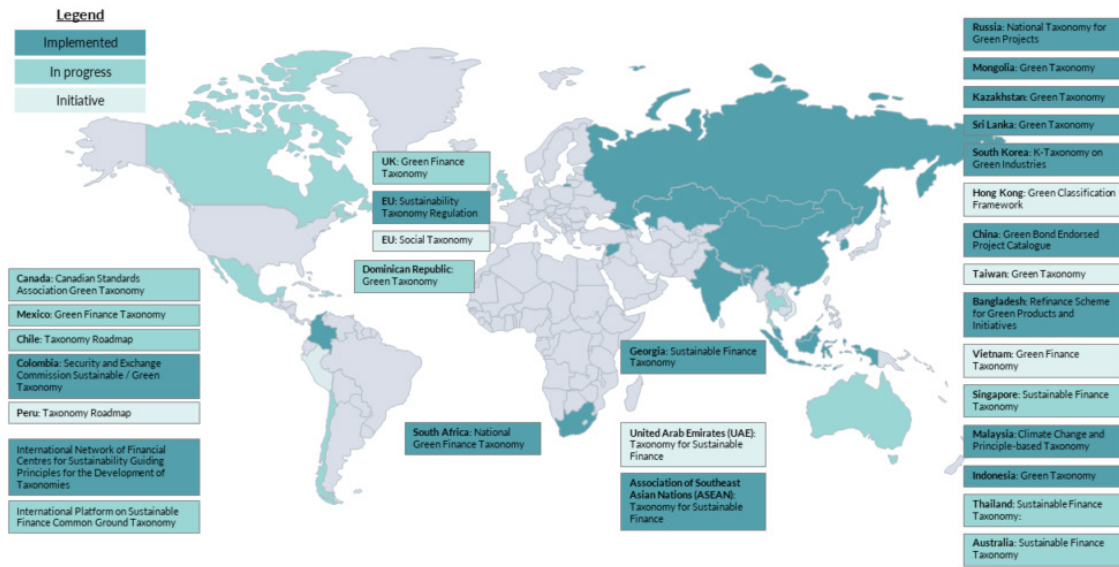 Legend
Implemented
In progress
Initiative
UK: Green Finance
Taxonomy
EU: Sustainability
Taxonomy Regulation
EU: Social Taxonomy
Dominican Republic:
Green Taxonomy
Canada: Canadian Standards
Association Green Taxonomy
Mexico: Green Finance Taxonomy
Chile: Taxonomy Roadmap
Colombia: Security and Exchange
Commission Sustainable / Green
Taxonomy
Peru: Taxonomy Roadmap
International Network of Financial
Centres for Sustainability Guiding
Principles for the Development of
Taxonomies
International Platform on Sustainable
Finance Common Ground Taxonomy
South Africa: National
Green Finance Taxonomy
Georgia: Sustainable Finance
Taxonomy
United Arab Emirates (UAE):
Taxonomy for Sustainable
Finance
Association of Southeast
Asian Nations (ASEAN):
Taxonomy for Sustainable
Finance
Russia: National Taxonomy for
Green Projects
Mongolia: Green Taxonomy
Kazakhstan: Green Taxonomy
Sri Lanka: Green Taxonomy
South Korea: K-Taxonomy on
Green Industries
Hong Kong: Green Classification
Framework
China: Green Bond Endorsed
Project Catalogue
Taiwan: Green Taxonomy
Bangladesh: Refinance Scheme
for Green Products and
Initiatives
Vietnam: Green Finance
Taxonomy
Singapore: Sustainable Finance
Taxonomy
Malaysia: Climate Change and
Principle-based Taxonomy
Indonesia: Green Taxonomy
Thailand: Sustainable Finance
Taxonomy:
Australia: Sustainable Finance
Taxonomy